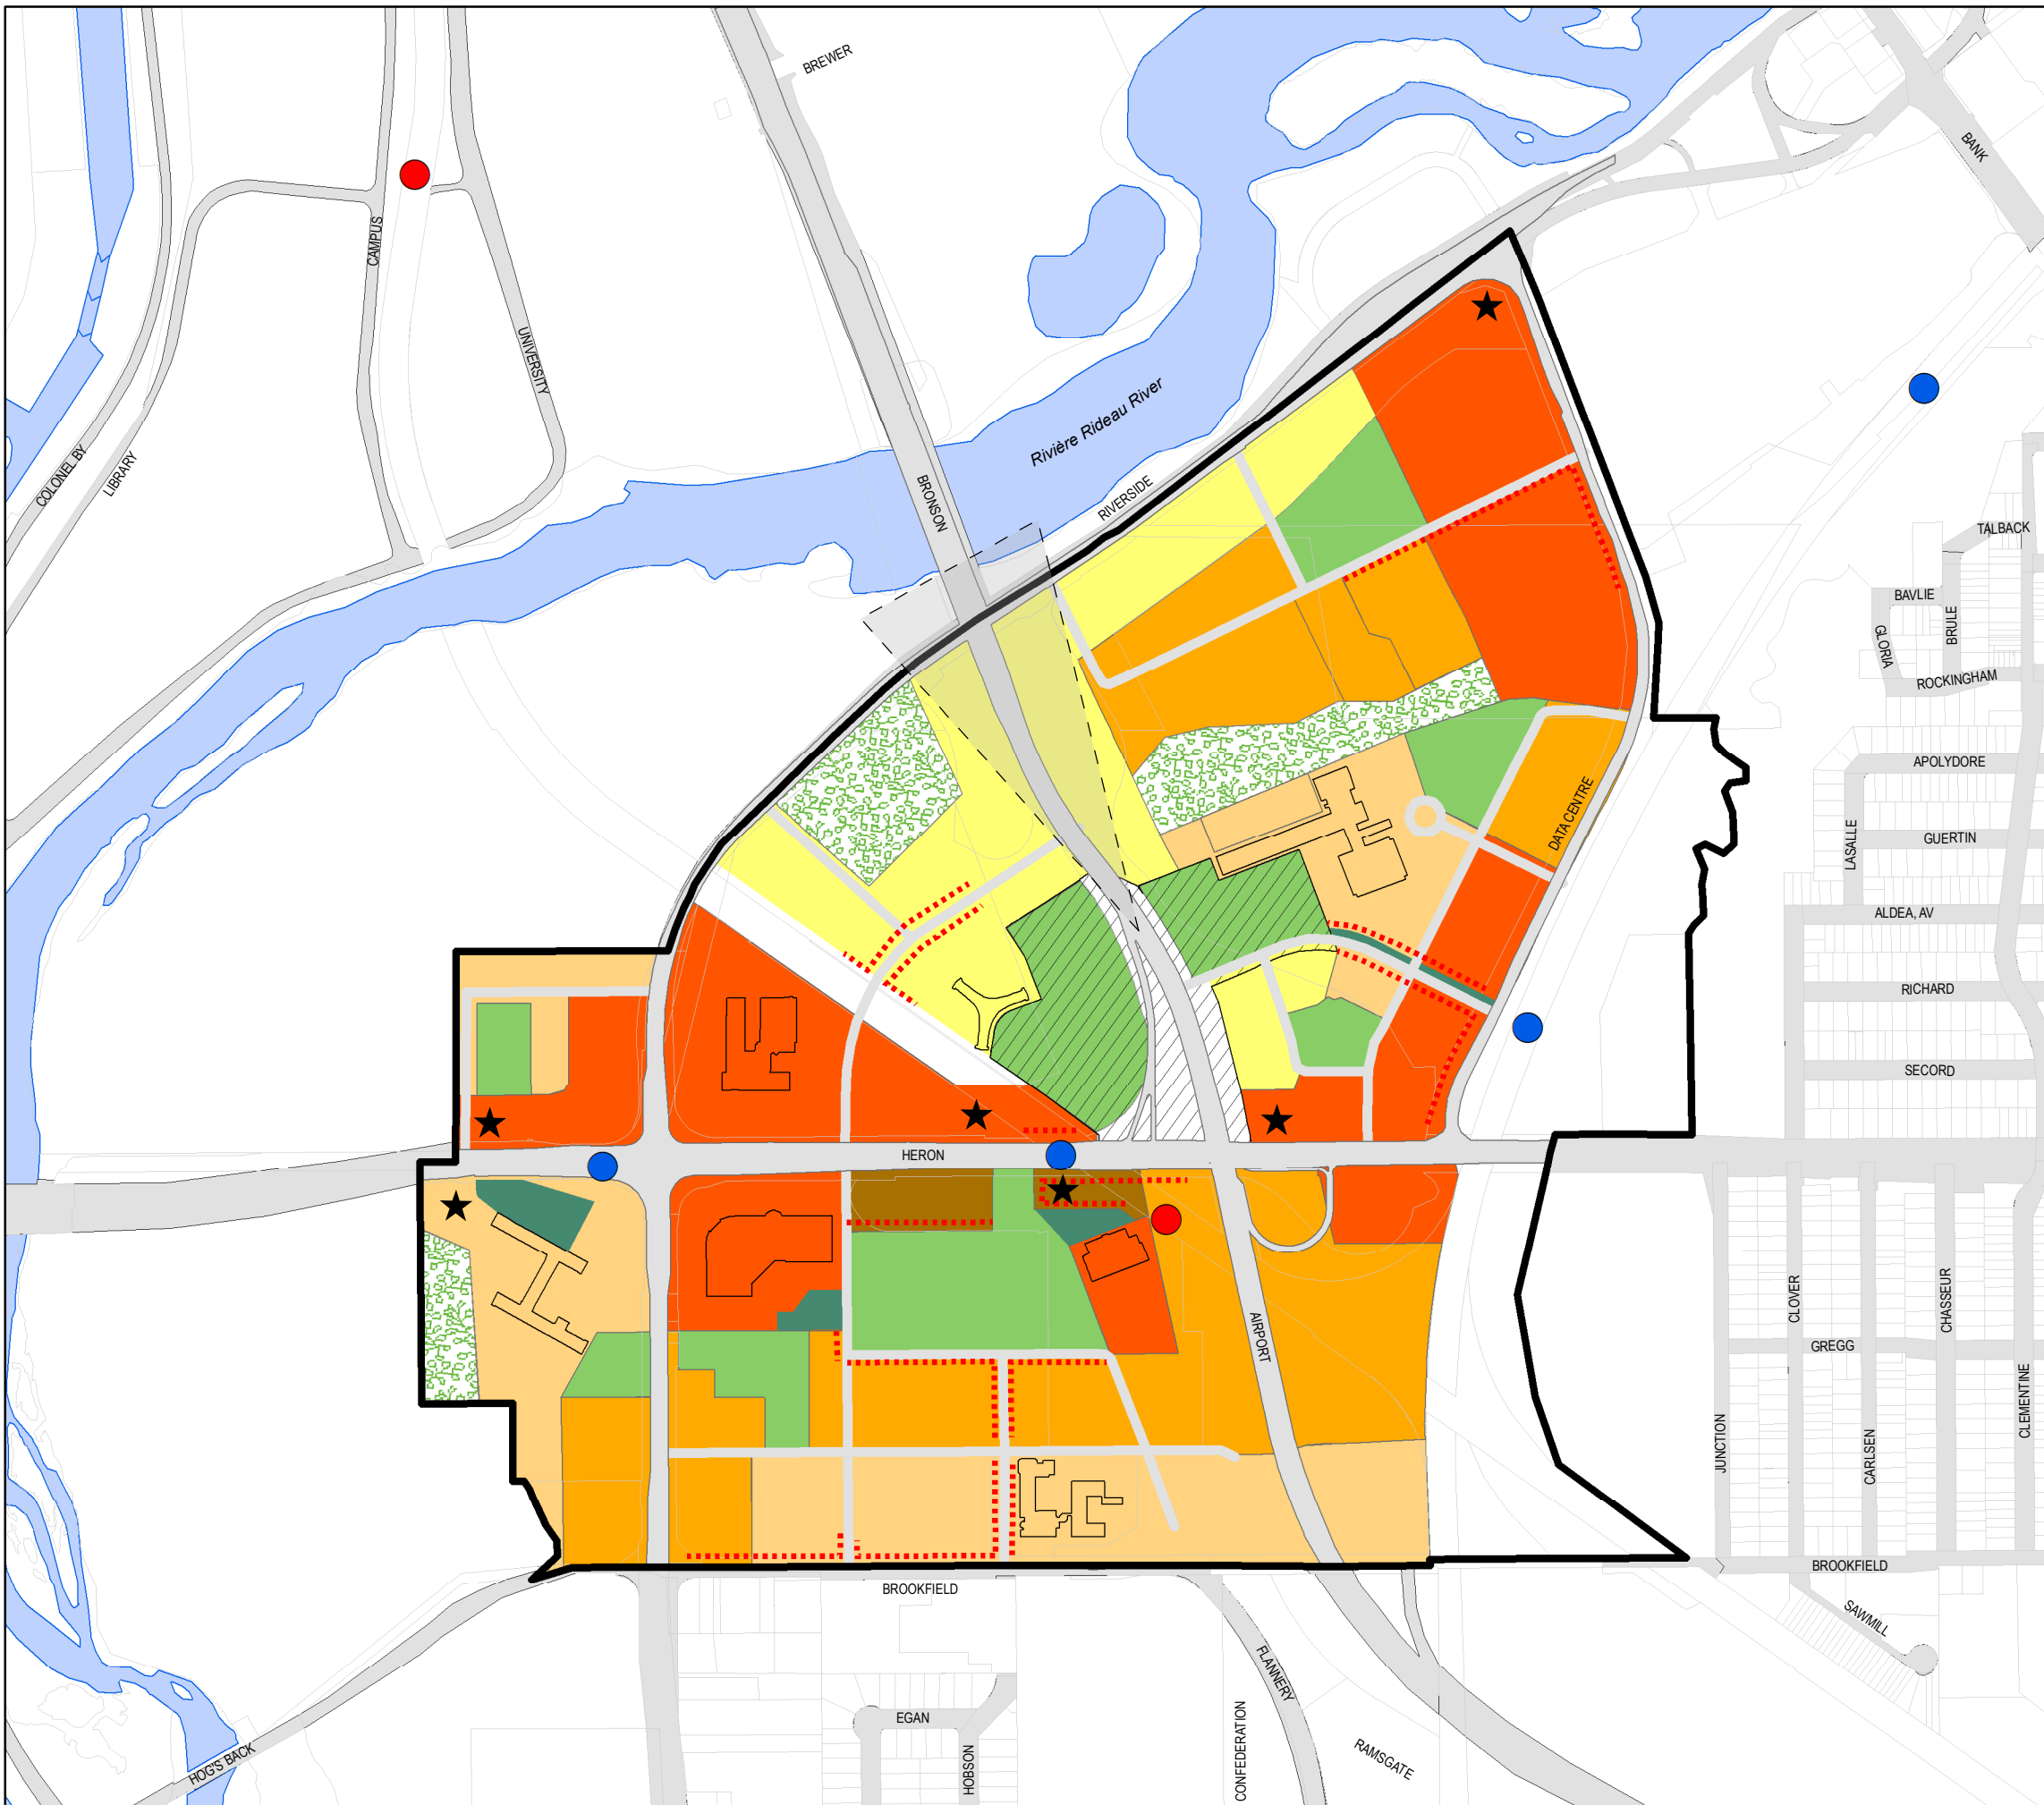 BREWER
BANK
CAMPUS
UNIVERSITY
Rivière Rideau River
COLONEL BY
LIBRARY
BRONSON
RIVERSIDE
TALBACK
BAVLIE
BRULE
GLORIA
ROCKINGHAM
APOLYDORE
DATA CENTRE
GUERTIN
LASALLE
ALDEA, AV
RICHARD
SECOND
HERON
CLOVER
CHASSEUR
AIRPORT
GREGG
CLEMENTINE
JUNCTION
CARLSEN
BROOKFIELD
BROOKFIELD
SAWMILL
FLANNERY
EGAN
CONFEDERATION
RAMSGATE
HOG'S BACK
HOBSON